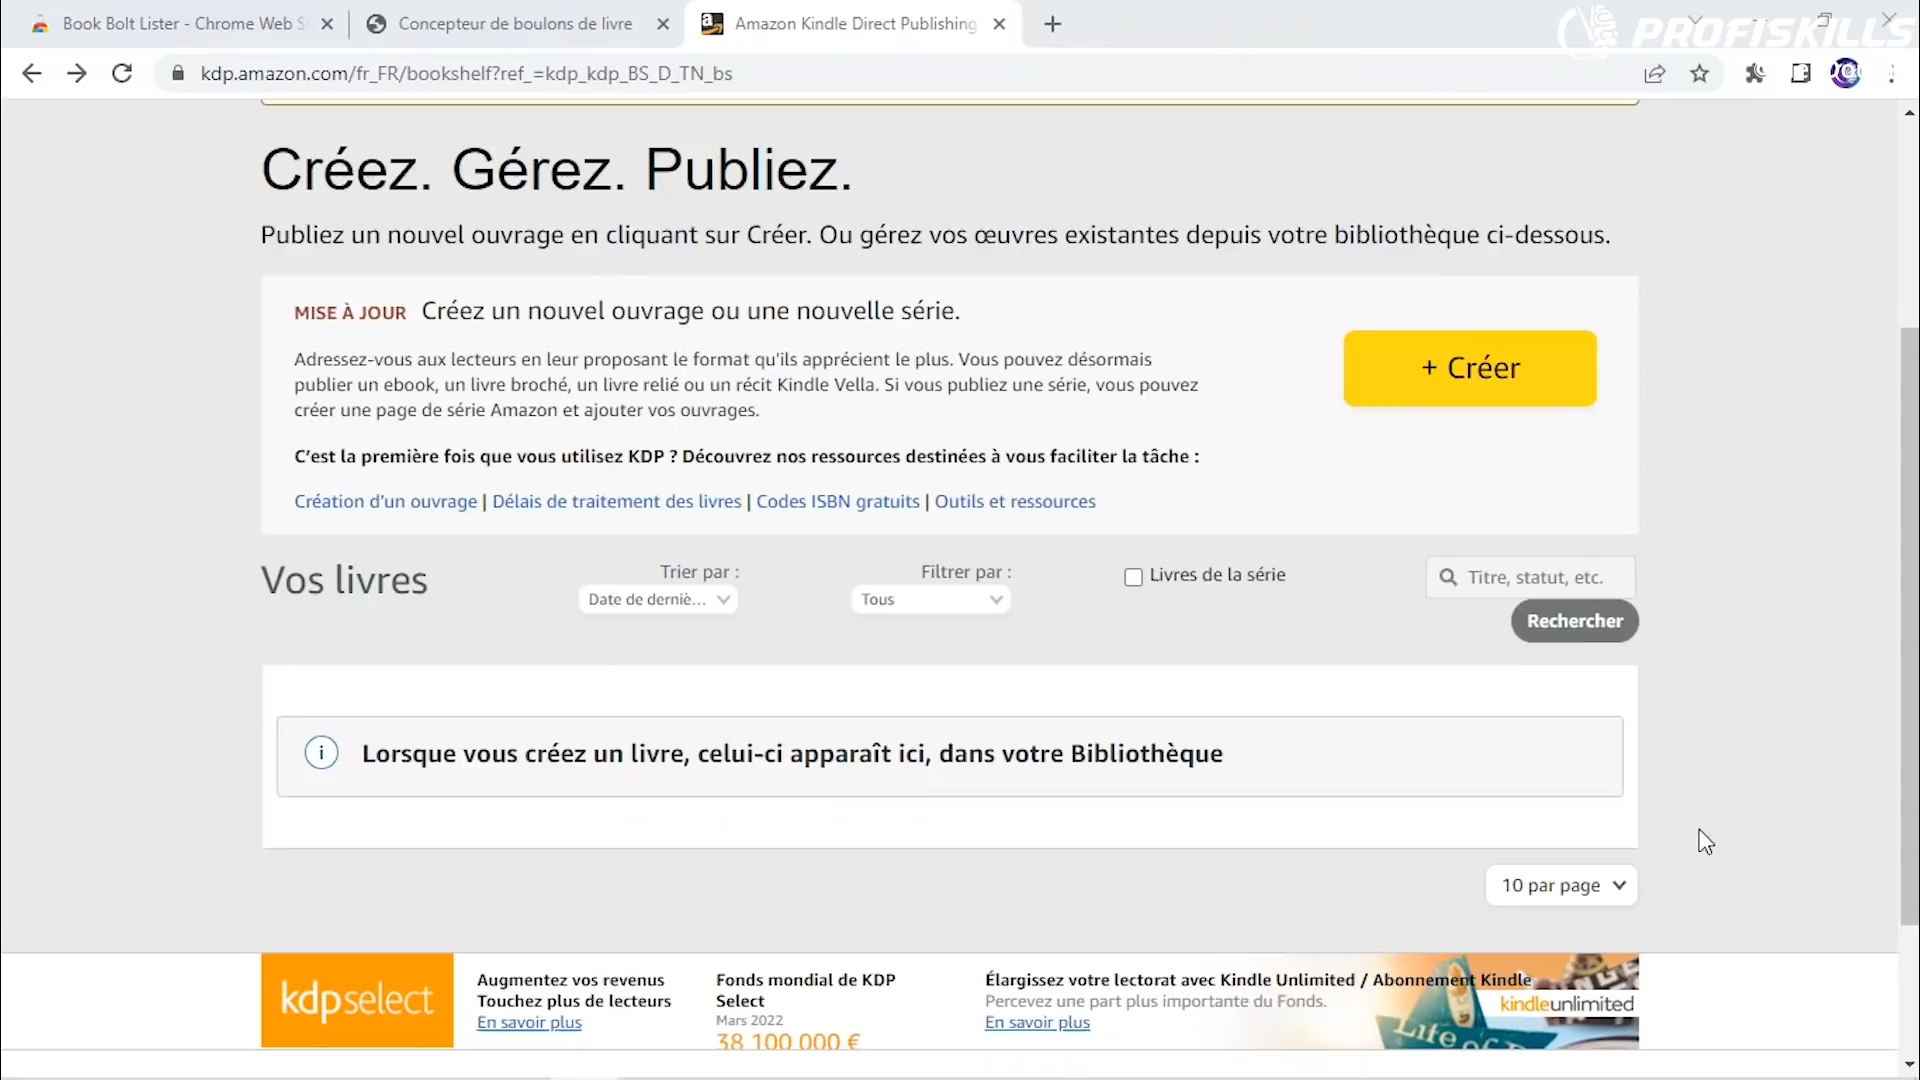 Book Bolt Lister - Chrome Web S
Concepteur de boulons de livre
Amazon Kindle Direct Publishing
PROFISKILLS
kdp.amazon.com/fr_FR/bookshelf?ref_=kdp_kdp_BS_D_TN_bs
Créez. Gérez. Publiez.
Publiez un nouvel ouvrage en cliquant sur Créer. Ou gérez vos œuvres existantes depuis votre bibliothèque ci-dessous.
MISE À JOUR Créez un nouvel ouvrage ou une nouvelle série.
Adressez-vous aux lecteurs en leur proposant le format qu'ils apprécient le plus. Vous pouvez désormais
publier un ebook, un livre broché, un livre relié ou un récit Kindle Vella. Si vous publiez une série, vous pouvez
créer une page de série Amazon et ajouter vos ouvrages.
+ Créer
C'est la première fois que vous utilisez KDP ? Découvrez nos ressources destinées à vous faciliter la tâche :
Création d'un ouvrage | Délais de traitement des livres | Codes ISBN gratuits | Outils et ressources
Vos livres
Trier par :
Date de derniè...
Filtrer par :
Tous
Livres de la série
Titre, statut, etc.
Rechercher
Lorsque vous créez un livre, celui-ci apparaît ici, dans votre Bibliothèque
10 par page
kdpselect
Augmentez vos revenus
Touchez plus de lecteurs
En savoir plus
Fonds mondial de KDP
Select
Mars 2022
38 100 000 €
Élargissez votre lectorat avec Kindle Unlimited / Abonnement Kindle
Percevez une part plus importante du Fonds.
En savoir plus
kindleunlimited
Life of